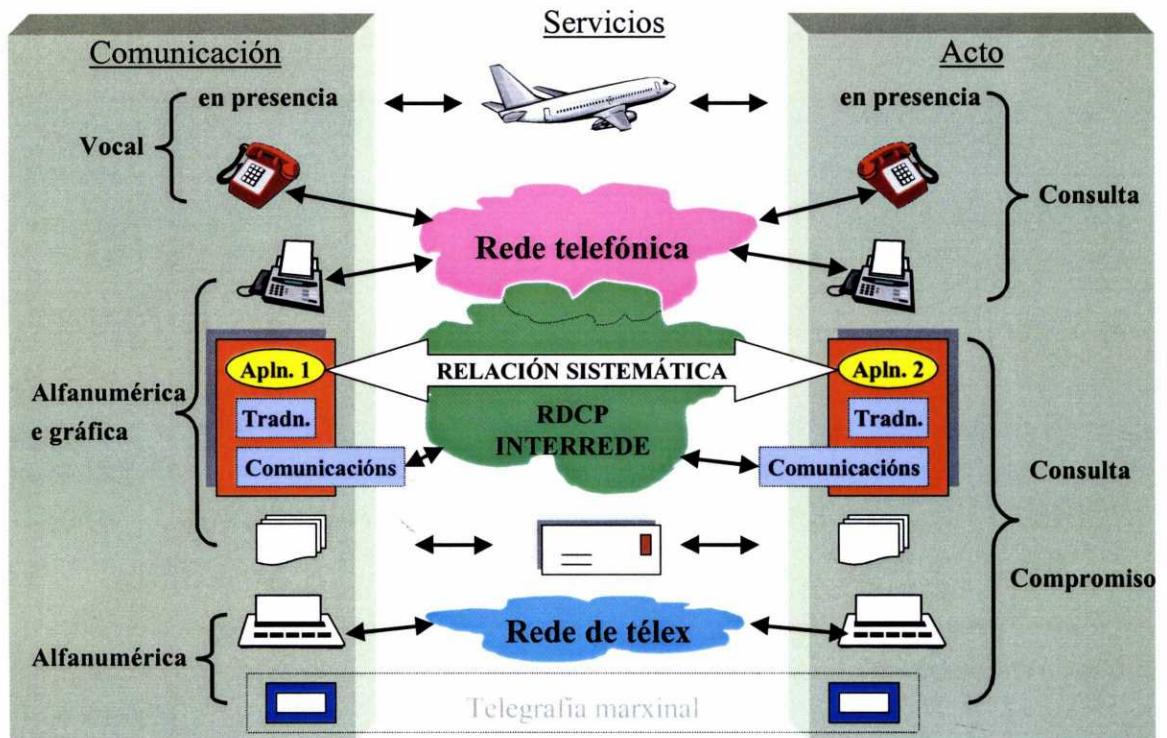 Servicios
Comunicación
Acto
en presencia
en presencia
Vocal
Consulta
Rede telefónica
Apln. 1
RELACIÓN SISTEMÁTICA
Apln. 2
Alfanumérica
e gráfica
Tradn.
RDCP
INTERREDE
Tradn.
Comunicacións
Comunicacións
Consulta
Compromiso
Rede de télex
Alfanumérica
Telegrafia marxinal